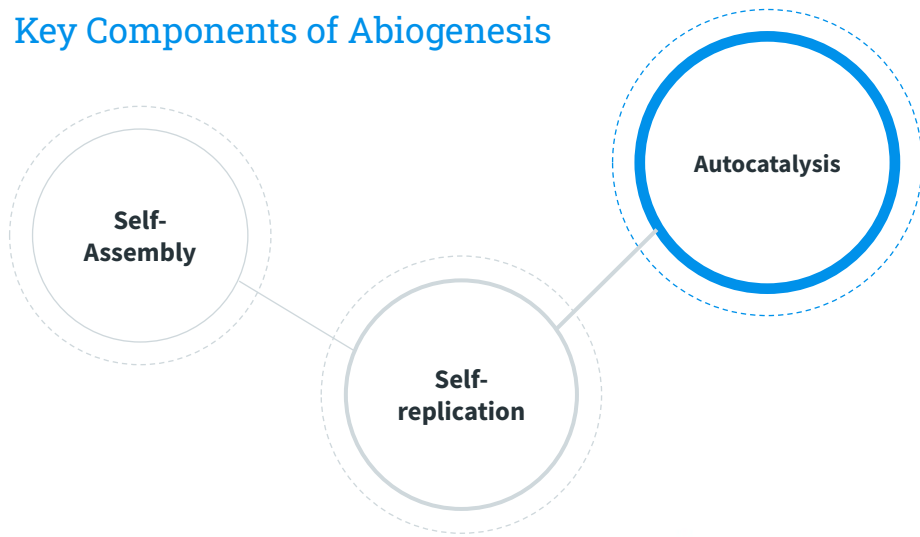 Key Components of Abiogenesis
Autocatalysis
Self-
Assembly
Self-
replication